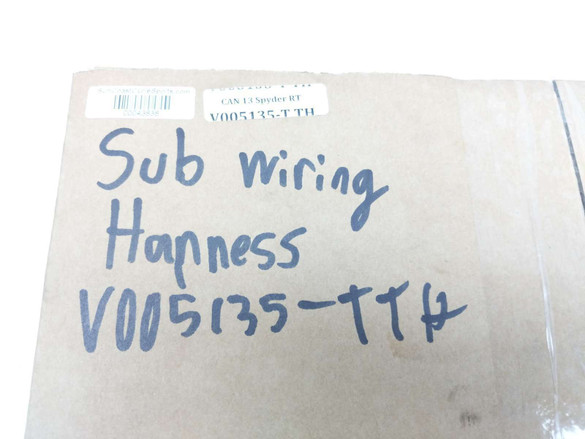 CAN 13 Spyder RT
V005135-T TH
Sub wiring
Harness
V005135-TTH